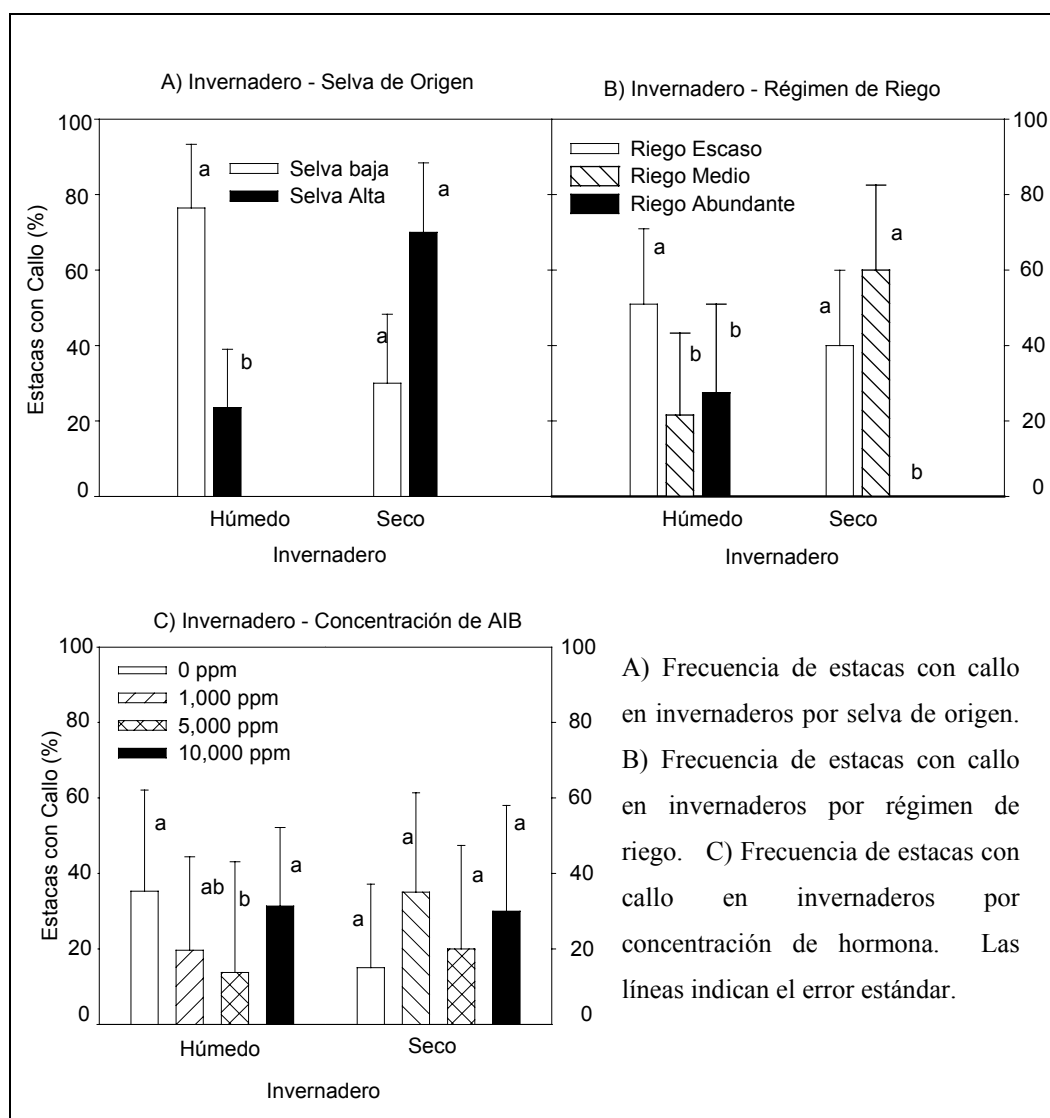 A) Invernadero - Selva de Origen
Estacas con Callo (%)
100
80
60
40
20
0
Selva baja
Selva Alta
a
b
a
a
Húmedo
Seco
Invernadero
B) Invernadero - Régimen de Riego
Riego Escaso
Riego Medio
Riego Abundante
a
b
b
a
a
b
100
80
60
40
20
0
Húmedo
Seco
Invernadero
C) Invernadero - Concentración de AIB
Estacas con Callo (%)
100
80
60
40
20
0
0 ppm
1,000 ppm
5,000 ppm
10,000 ppm
a
ab
b
a
a
a
a
a
100
80
60
40
20
0
Húmedo
Seco
Invernadero
A) Frecuencia de estacas con callo
en invernaderos por selva de origen.
B) Frecuencia de estacas con callo
en invernaderos por régimen de
riego. C) Frecuencia de estacas con
callo en invernaderos por
concentración de hormona. Las
líneas indican el error estándar.